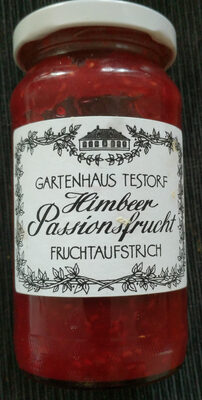 GARTENHAUS TESTORF
Himbeer
Passionsfrucht
FRUCHTAUFSTRICH